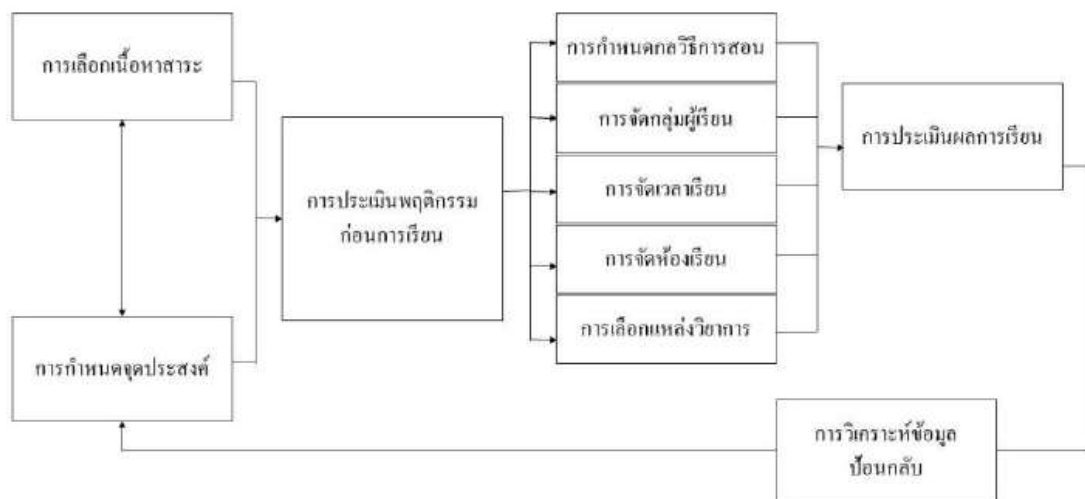 การเลือกเนื้อหาสาระ
การกำหนดจุดประสงค์
การประเมินพฤติกรรม
ก่อนการเรียน
การกำหนดกลวิธีการสอน
การจัดกลุ่มผู้เรียน
การจัดเวลาเรียน
การจัดห้องเรียน
การเลือกแหล่งวิยาการ
การประเมินผลการเรียน
การวิเคราะห์ข้อมูล
ป้อนกลับ